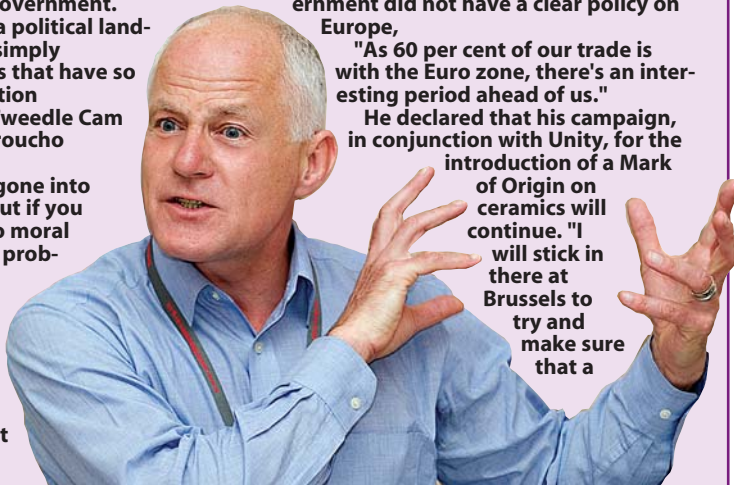 overnment.
a political land-
simply
s that have so
tion
weedle Cam
roucho
gone into
ut if you
o moral
prob-
t
ernment did not have a clear policy on
Europe,
"As 60 per cent of our trade is
with the Euro zone, there's an inter-
esting period ahead of us."
He declared that his campaign,
in conjunction with Unity, for the
introduction of a Mark
of Origin on
ceramics will
continue. "I
will stick in
there at
Brussels to
try and
make sure
that a